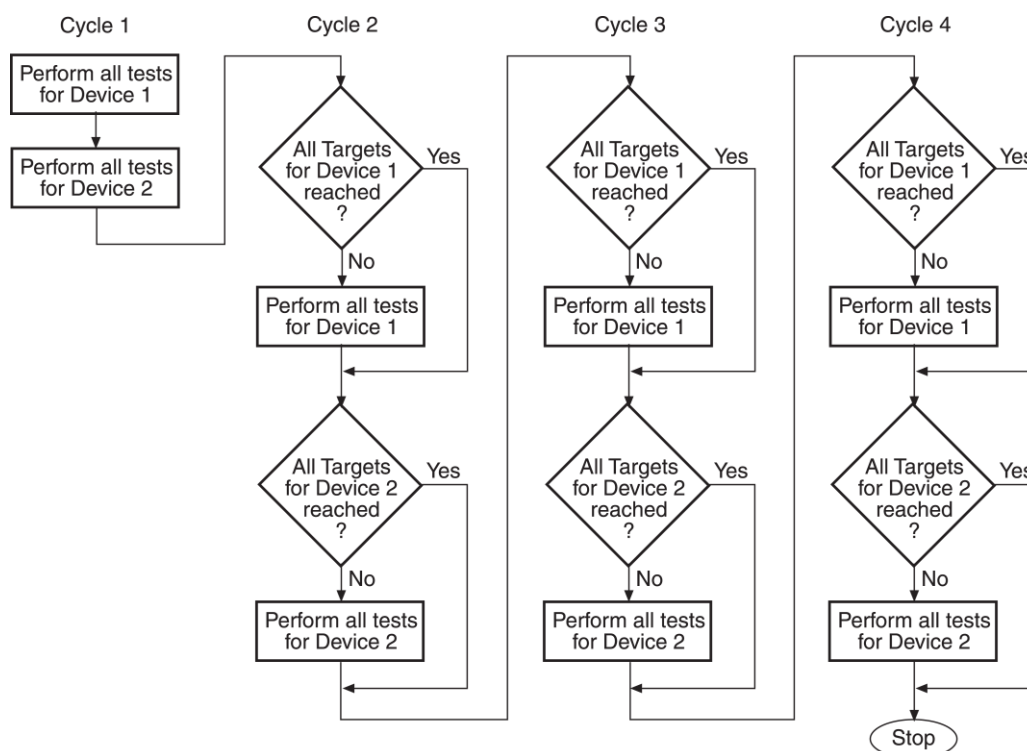 Cycle 1
Perform all tests
for Device 1
Perform all tests
for Device 2
Cycle 2
All Targets
for Device 1
reached
?
Yes
No
Perform all tests
for Device 1
All Targets
for Device 2
reached
?
Yes
No
Perform all tests
for Device 2
Cycle 3
All Targets
for Device 1
reached
?
Yes
No
Perform all tests
for Device 1
All Targets
for Device 2
reached
?
Yes
No
Perform all tests
for Device 2
Cycle 4
All Targets
for Device 1
reached
?
Yes
No
Perform all tests
for Device 1
All Targets
for Device 2
reached
?
Yes
No
Perform all tests
for Device 2
Stop